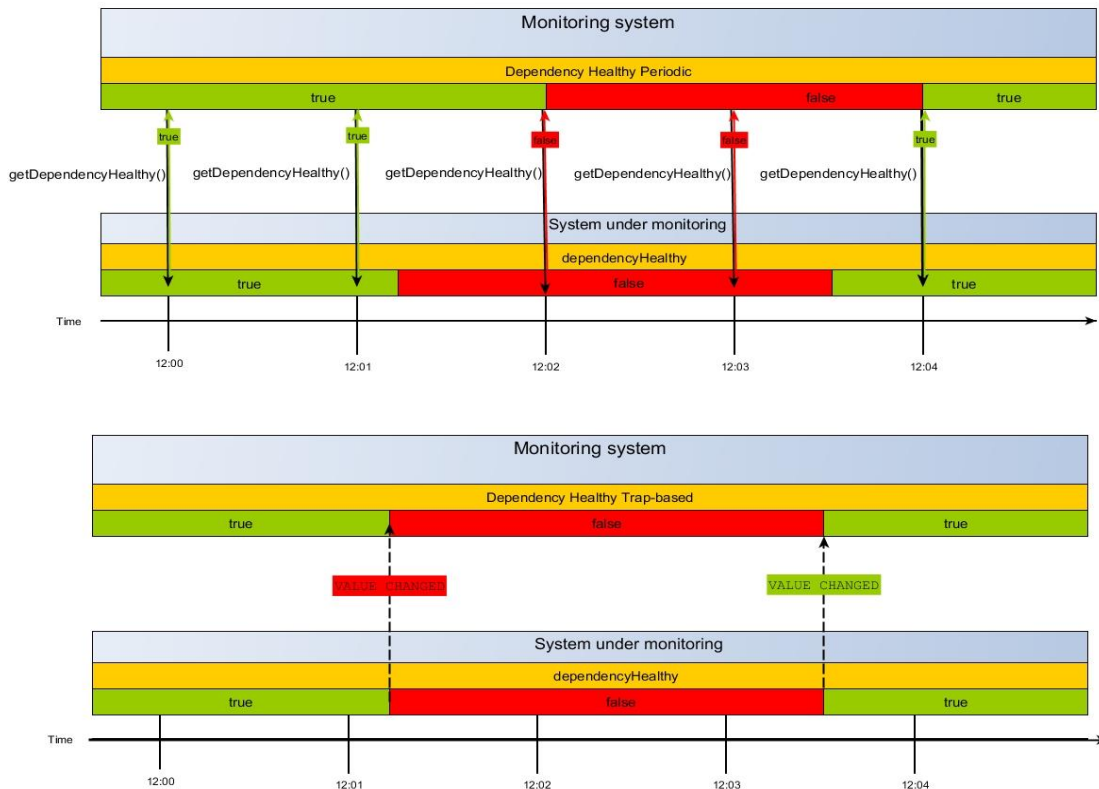 Monitoring system
Dependency Healthy Periodic
true false true
true true false false true
getDependencyHealthy() getDependencyHealthy() getDependencyHealthy() getDependencyHealthy() getDependencyHealthy()
System under monitoring
dependencyHealthy
true false true
Time
12:00 12:01 12:02 12:03 12:04
Monitoring system
Dependency Healthy Trap-based
true false true
VALUE CHANGED VALUE CHANGED
System under monitoring
dependencyHealthy
true false true
Time
12:00 12:01 12:02 12:03 12:04